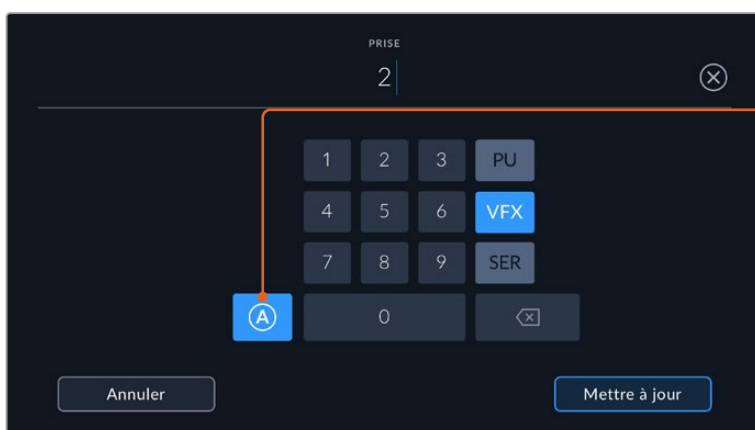 PRISE
2
1 2 3 PU
4 5 6 VFX
7 8 9 SER
A 0
Annuler Mettre à jour